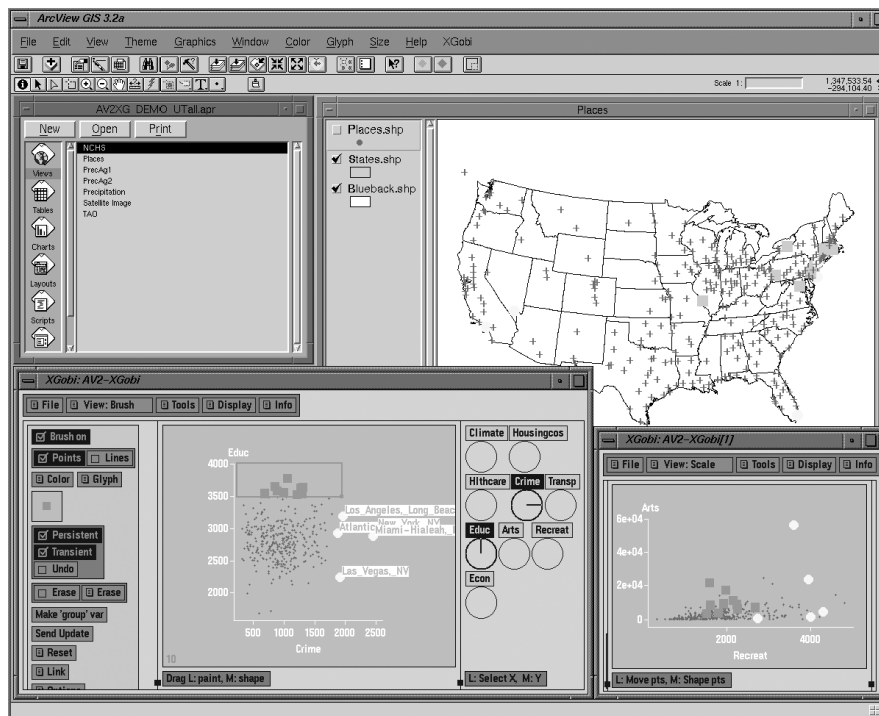 ArcView GIS 3.2a
File Edit View Theme Graphics Window Color Glyph Size Help XGobi
Scale 1:
1,347,533.54
-294,104.40
AV2XG_DEMO_UTall.apr
New Open Print
Views
Tables
Charts
Layouts
Scripts
NCHS
Places
PrecAg1
PrecAg2
Precipitation
Satellite Image
TAO
Places
Places.shp
States.shp
Blueback.shp
XGobi: AV2-XGobi
File View: Brush Tools Display Info
Brush on
Points Lines
Color Glyph
Persistent
Transient
Undo
Erase Erase
Make 'group' var
Send Update
Reset
Link
Options
Educ
4000
3500
3000
2500
2000
500 1000 1500 2000 2500
Crime
Los_Angeles,_Long_Beac
New_York,_NY
Atlantic
Miami-Hialeah,_
Las_Vegas,_NV
10
Drag L: paint, M: shape
Climate Housingcos
Hlthcare Crime Transp
Educ Arts Recreat
Econ
L: Select X, M: Y
XGobi: AV2-XGobi[1]
File View: Scale Tools Display Info
Arts
6e+04
2e+04
0
2000 4000
Recreat
L: Move pts, M: Shape pts